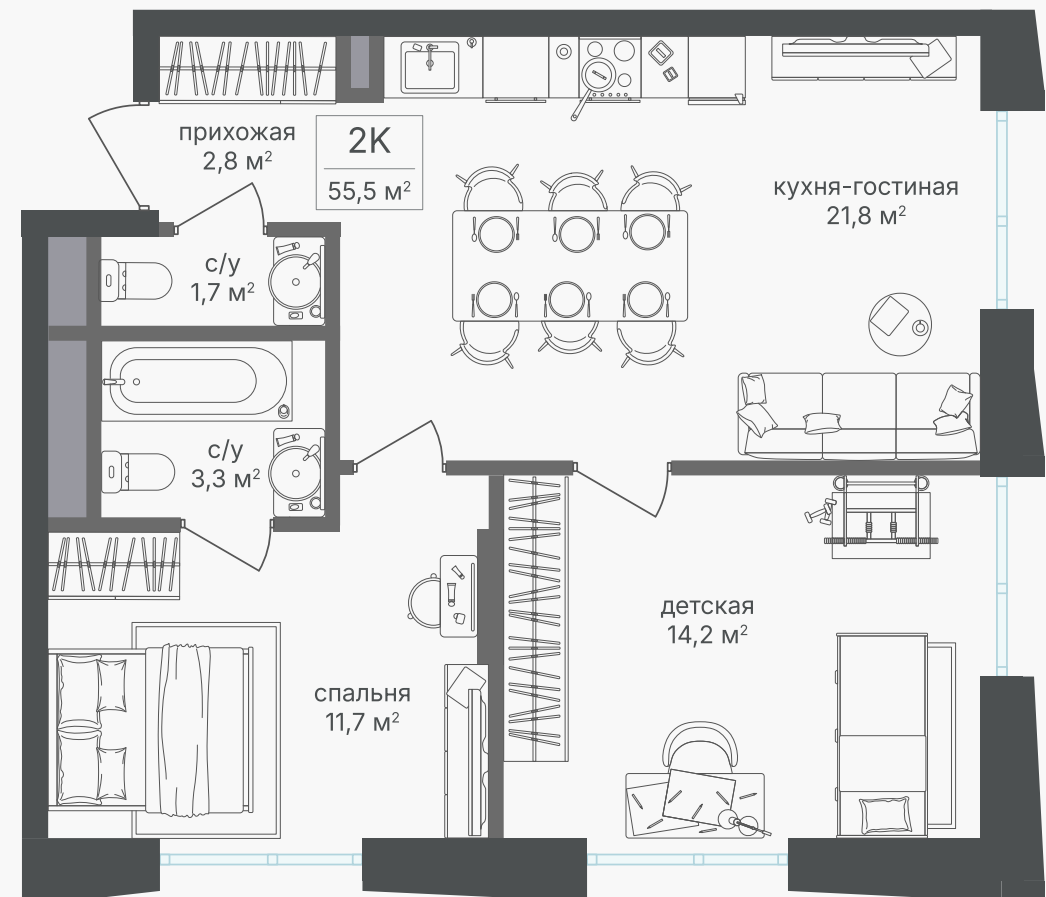 прихожая
2,8 м²
2K
55,5 м²
кухня-гостиная
21,8 м²
с/у
1,7 м²
с/у
3,3 м²
детская
14,2 м²
спальня
11,7 м²